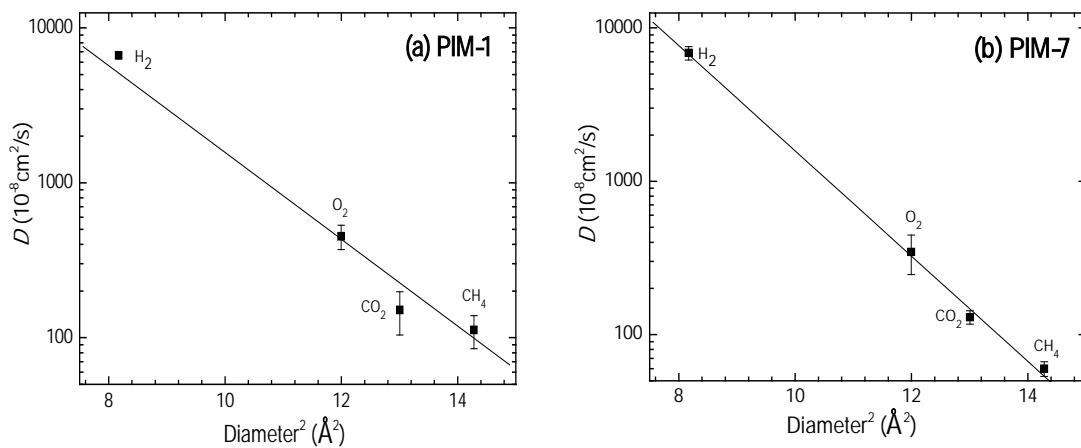 (a) PIM-1
10000
1000
100
D (10⁻⁸cm²/s)
H₂
O₂
CO₂
CH₄
8 10 12 14
Diameter² (Å²)
(b) PIM-7
10000
1000
100
D (10⁻⁸cm²/s)
H₂
O₂
CO₂
CH₄
8 10 12 14
Diameter² (Å²)